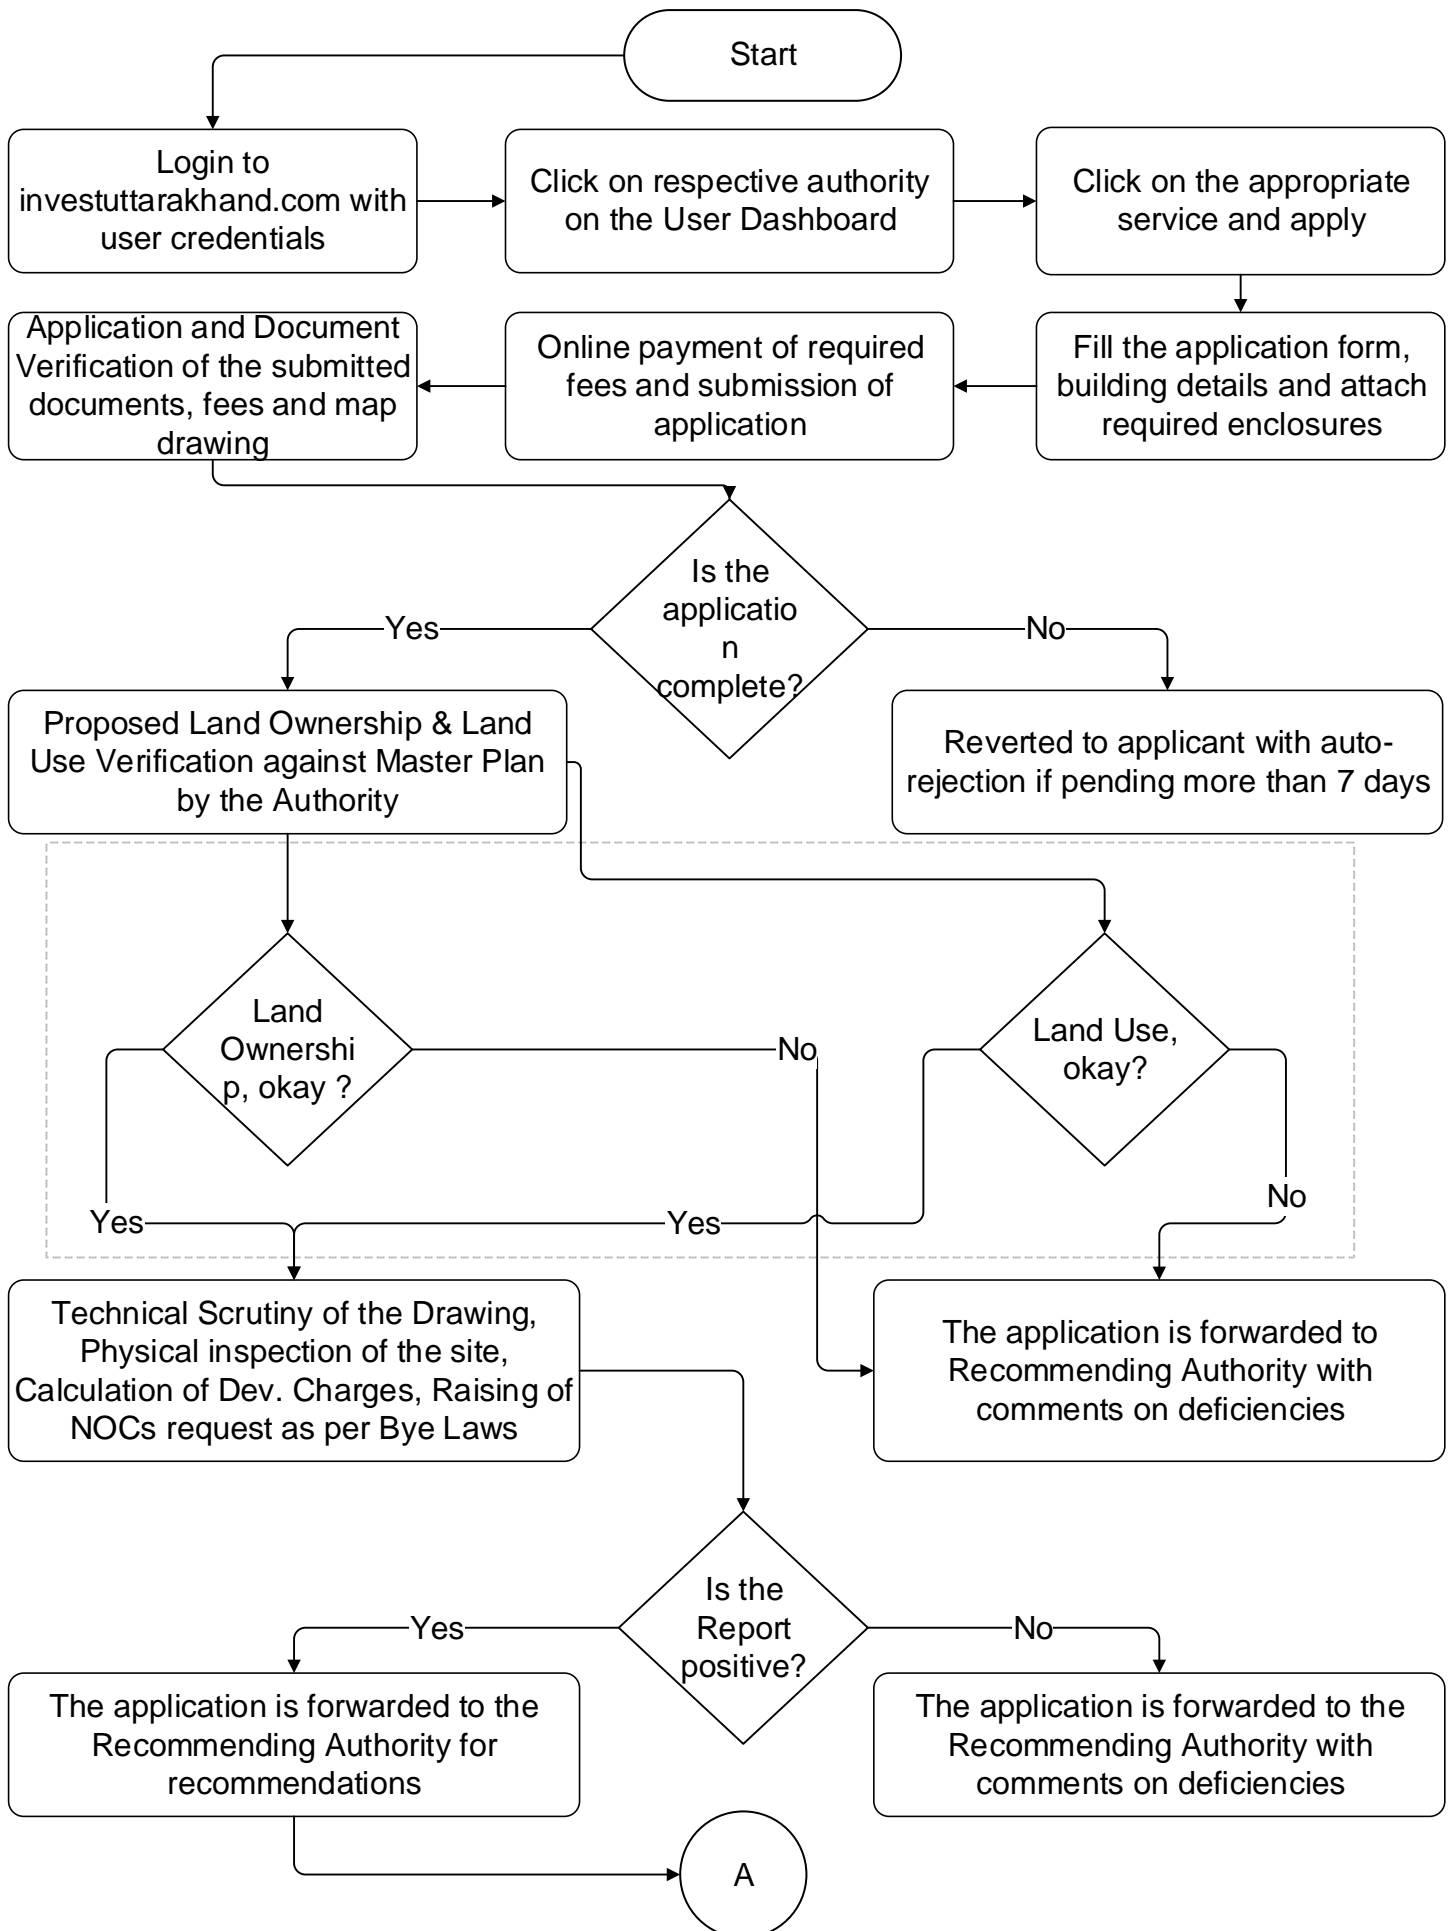 Start
Login to
investuttarakhand.com with
user credentials
Click on respective authority
on the User Dashboard
Click on the appropriate
service and apply
Fill the application form,
building details and attach
required enclosures
Online payment of required
fees and submission of
application
Application and Document
Verification of the submitted
documents, fees and map
drawing
Is the
applicatio
n
complete?
Yes
No
Proposed Land Ownership & Land
Use Verification against Master Plan
by the Authority
Reverted to applicant with auto-
rejection if pending more than 7 days
Land
Ownershi
p, okay ?
No
Land Use,
okay?
Yes
Yes
No
Technical Scrutiny of the Drawing,
Physical inspection of the site,
Calculation of Dev. Charges, Raising of
NOCs request as per Bye Laws
The application is forwarded to
Recommending Authority with
comments on deficiencies
Is the
Report
positive?
Yes
No
The application is forwarded to the
Recommending Authority for
recommendations
The application is forwarded to the
Recommending Authority with
comments on deficiencies
A